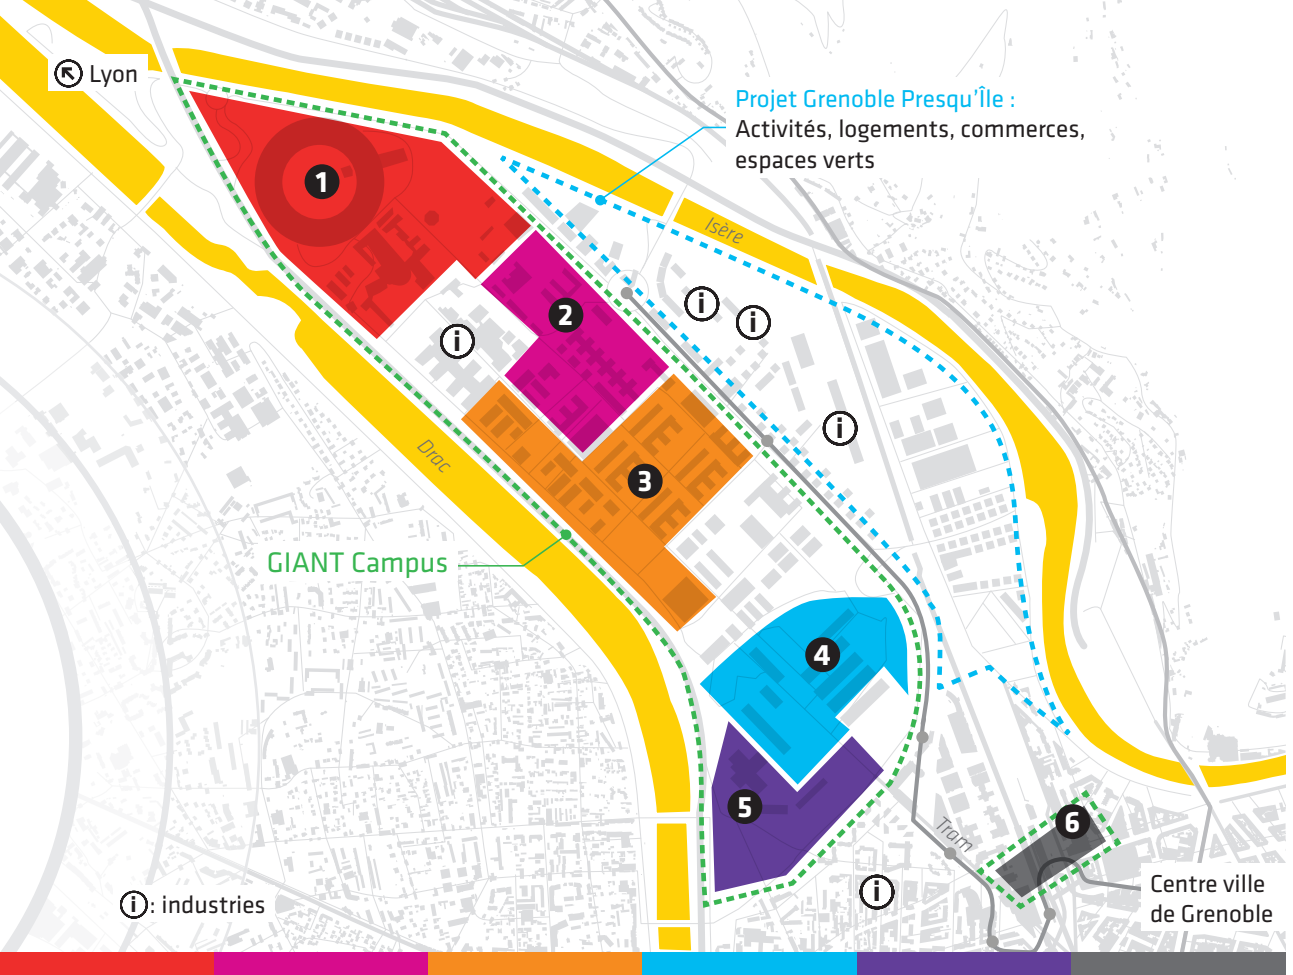 Lyon
Projet Grenoble Presqu'Île :
Activités, logements, commerces,
espaces verts
1
Isère
2
i
i
i
i
Drac
3
GIANT Campus
4
5
6
Tram
i
Centre ville
de Grenoble
i : industries